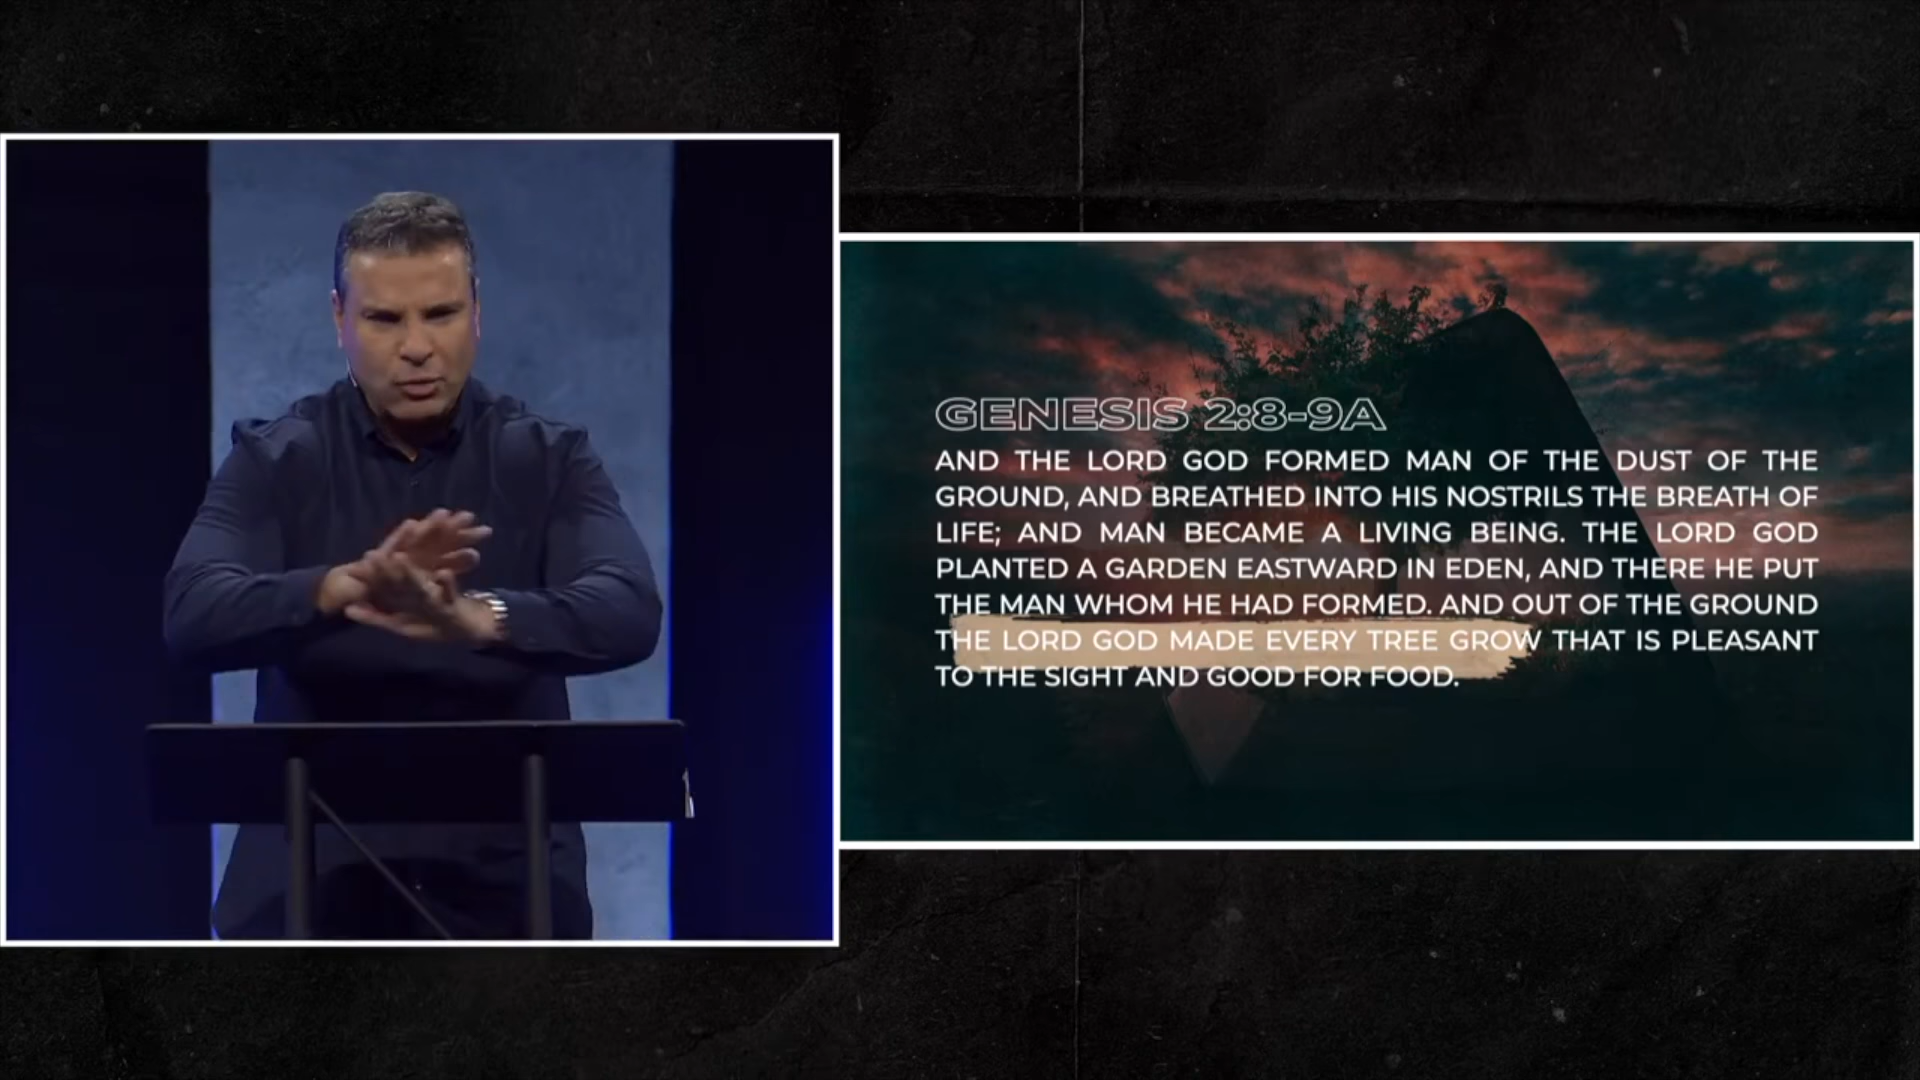 GENESIS 2:8-9A
AND THE LORD GOD FORMED MAN OF THE DUST OF THE
GROUND, AND BREATHED INTO HIS NOSTRILS THE BREATH OF
LIFE; AND MAN BECAME A LIVING BEING. THE LORD GOD
PLANTED A GARDEN EASTWARD IN EDEN, AND THERE HE PUT
THE MAN WHOM HE HAD FORMED. AND OUT OF THE GROUND
THE LORD GOD MADE EVERY TREE GROW THAT IS PLEASANT
TO THE SIGHT AND GOOD FOR FOOD.